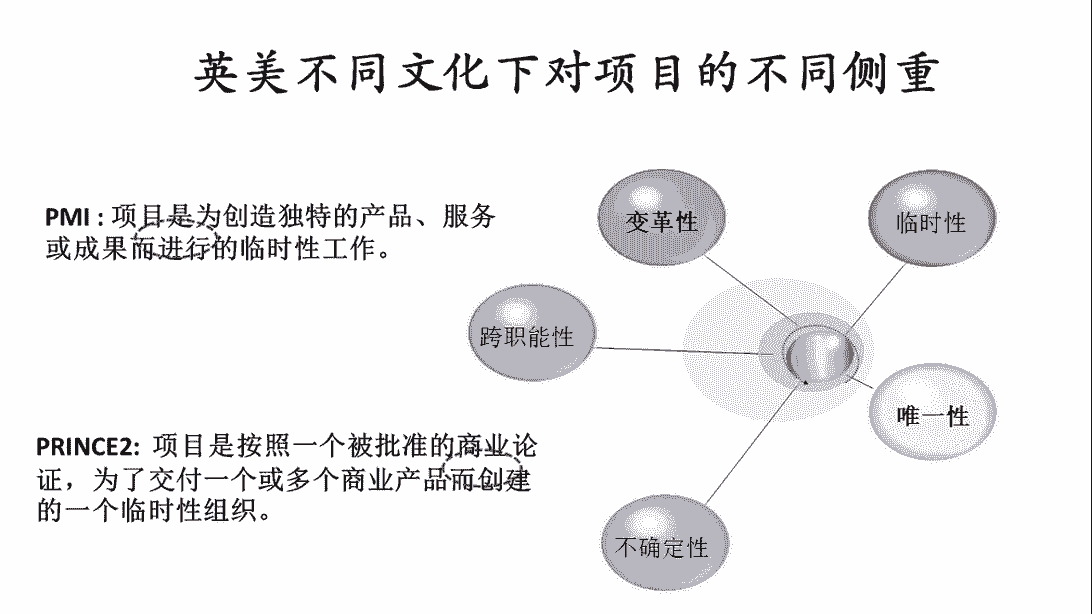 英美不同文化下对项目的不同侧重
PMI : 项目是为创造独特的产品、服务
或成果而进行的临时性工作。
变革性
临时性
跨职能性
唯一性
PRINCE2: 项目是按照一个被批准的商业论
证，为了交付一个或多个商业产品而创建
的一个临时性组织。
不确定性